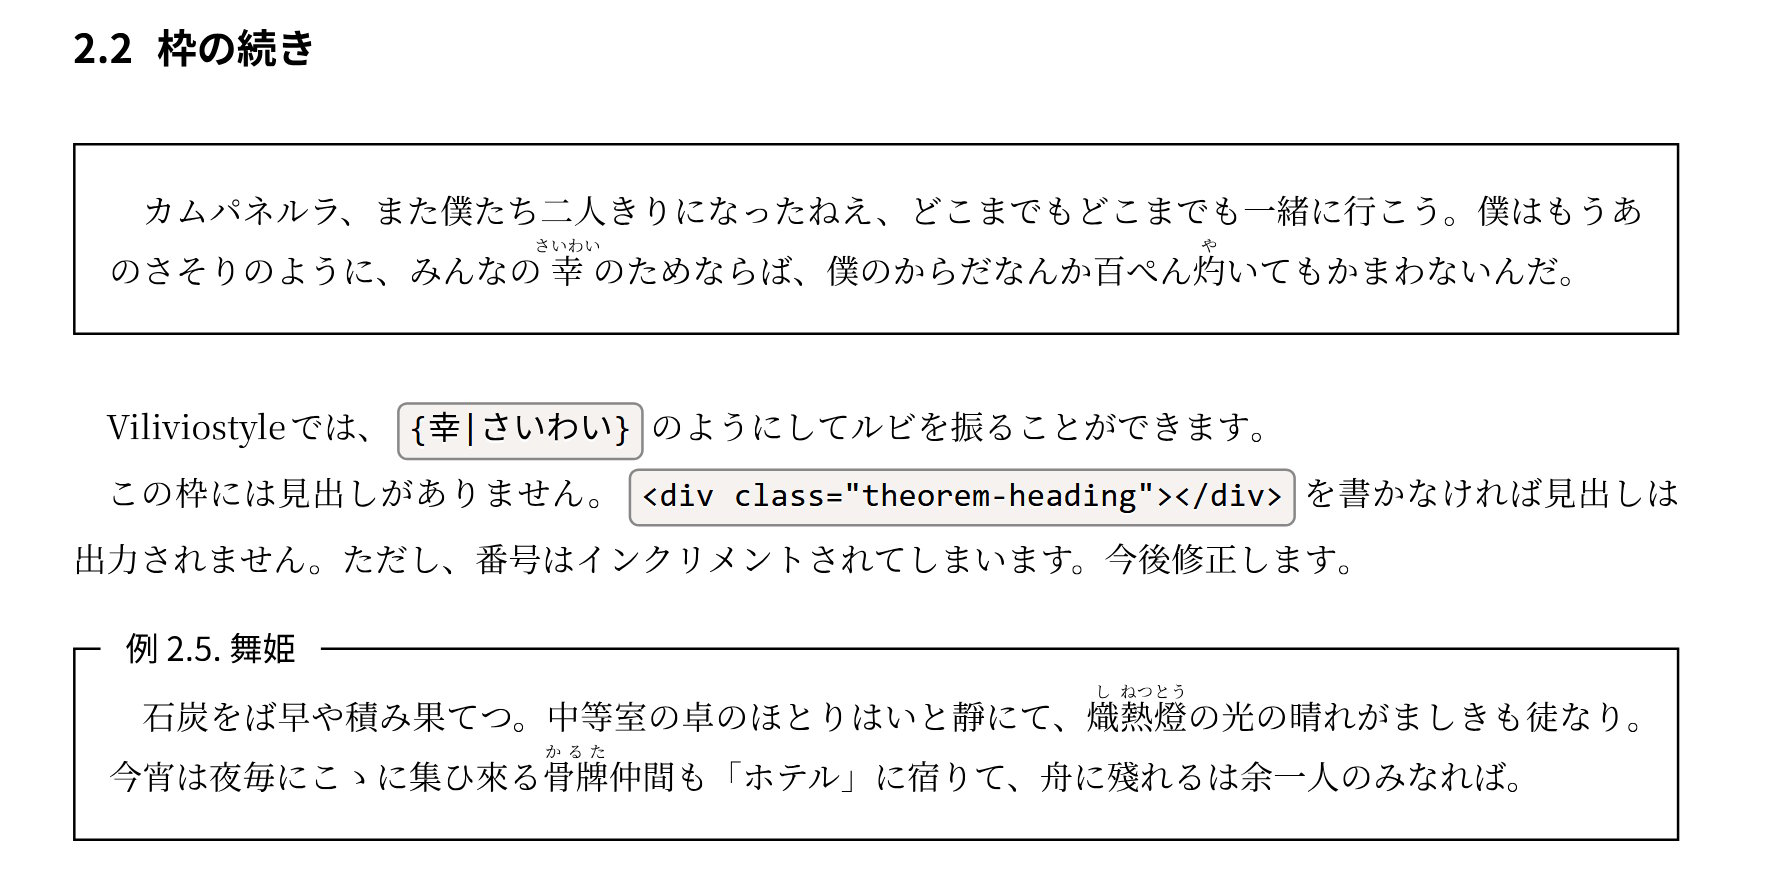 2.2 枠の続き
カムパネルラ、また僕たち二人きりになったねえ、どこまでもどこまでも一緒に行こう。僕はもうあ
さいわい や
のさそりのように、みんなの幸のためならば、僕のからだなんか百ぺん灼いてもかまわないんだ。
Viliviostyleでは、 {幸|さいわい} のようにしてルビを振ることができます。
この枠には見出しがありません。 <div class="theorem-heading"></div> を書かなければ見出しは
出力されません。ただし、番号はインクリメントされてしまいます。今後修正します。
例 2.5. 舞姫
し ねつとう
石炭をば早や積み果てつ。中等室の卓のほとりはいと靜にて、熾熱燈の光の晴れがましきも徒なり。
かるた
今宵は夜毎にこゝに集ひ來る骨牌仲間も「ホテル」に宿りて、舟に殘れるは余一人のみなれば。